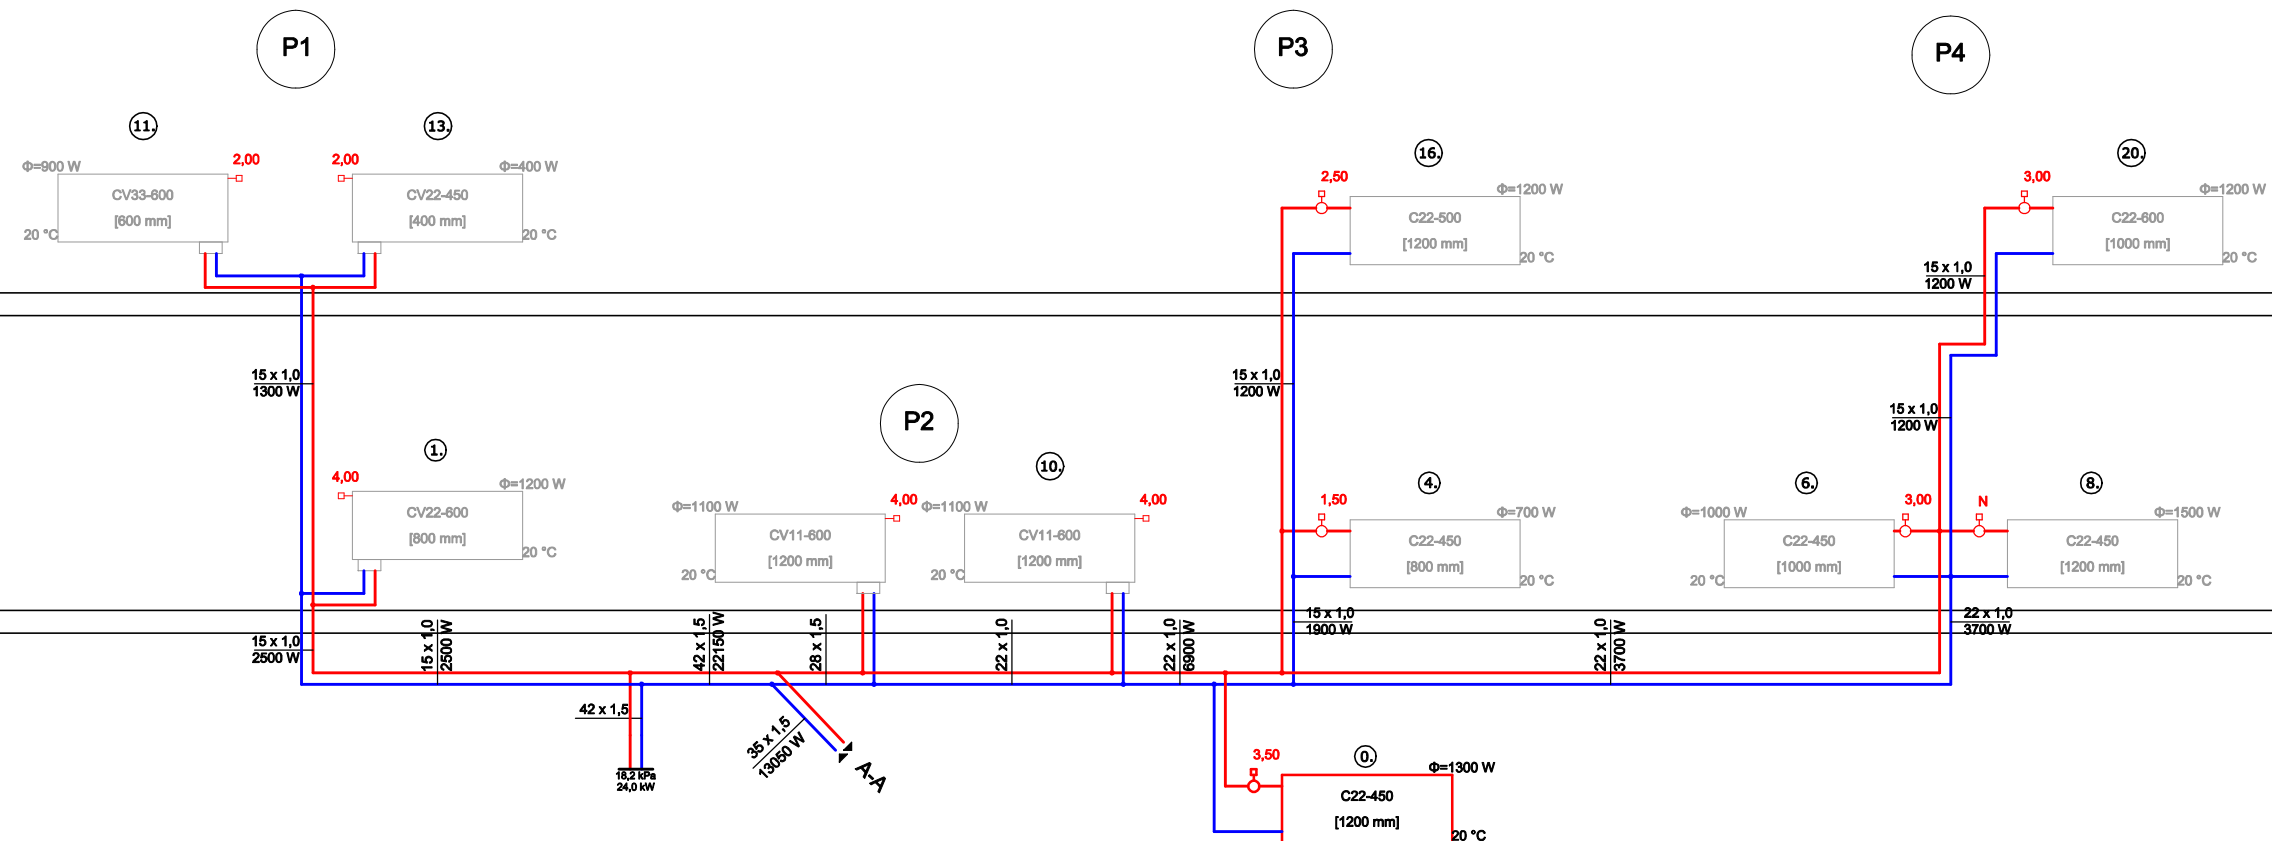 P1
P3
P4
11.
13.
16.
20.
Φ=900 W
2,00
CV33-600
[600 mm]
20 °C
2,00
Φ=400 W
CV22-450
[400 mm]
20 °C
2,50
Φ=1200 W
C22-500
[1200 mm]
20 °C
3,00
Φ=1200 W
C22-600
[1000 mm]
20 °C
15 x 1,0
1200 W
15 x 1,0
1300 W
15 x 1,0
1200 W
15 x 1,0
1200 W
P2
1.
4,00
Φ=1200 W
CV22-600
[800 mm]
20 °C
Φ=1100 W
4,00
CV11-600
[1200 mm]
20 °C
10.
Φ=1100 W
4,00
CV11-600
[1200 mm]
20 °C
4.
1,50
Φ=700 W
C22-450
[800 mm]
20 °C
6.
Φ=1000 W
3,00
C22-450
[1000 mm]
20 °C
8.
N
Φ=1500 W
C22-450
[1200 mm]
20 °C
15 x 1,0
2500 W
15 x 1,0
2500 W
42 x 1,5
22150 W
28 x 1,5
22 x 1,0
22 x 1,0
6900 W
15 x 1,0
1900 W
22 x 1,0
3700 W
22 x 1,0
3700 W
42 x 1,5
18,2 kPa
24,0 kW
35 x 1,5
13050 W
A-A
0.
3,50
Φ=1300 W
C22-450
[1200 mm]
20 °C